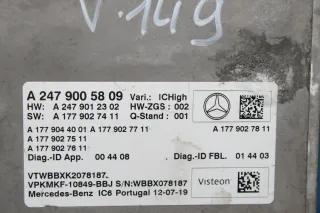 V.149
A 247 900 58 09 Vari.: ICHigh
HW: A 247 901 23 02 HW-ZGS : 002
SW: A 177 902 74 11 Q-Stand : 001
A 177 904 40 01 A 177 902 77 11 A 177 902 78 11
A 177 902 75 11
A 177 902 76 11
Diag.-ID App. 00 44 08 Diag.-ID FBL. 01 44 03
VTWBBXK2078187.
VPKMKF-10849-BBJ S/N:WBBX078187
Mercedes-Benz IC6 Portugal 12-07-19
Visteon